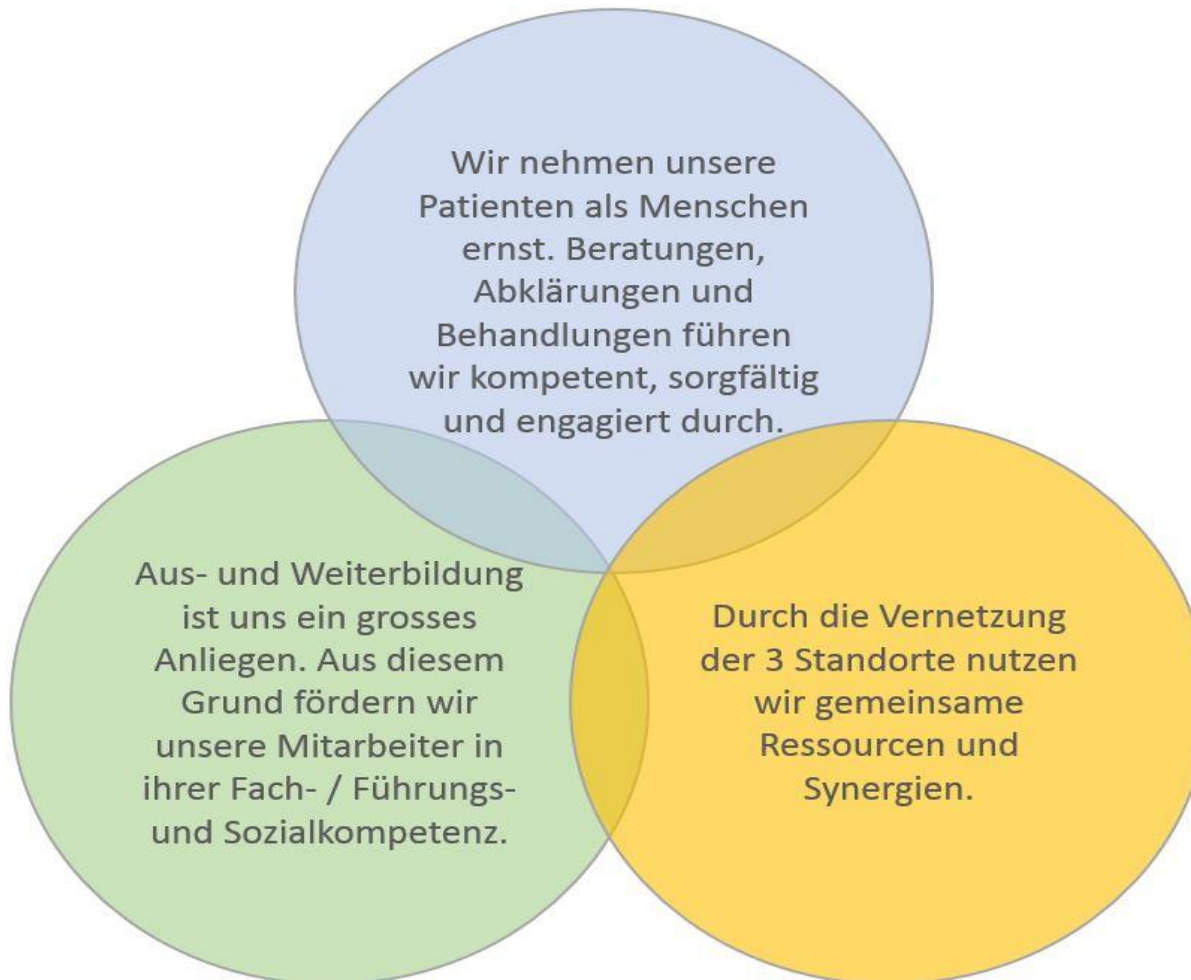 Wir nehmen unsere
Patienten als Menschen
ernst. Beratungen,
Abklärungen und
Behandlungen führen
wir kompetent, sorgfältig
und engagiert durch.
Aus- und Weiterbildung
ist uns ein grosses
Anliegen. Aus diesem
Grund fördern wir
unsere Mitarbeiter in
ihrer Fach- / Führungs-
und Sozialkompetenz.
Durch die Vernetzung
der 3 Standorte nutzen
wir gemeinsame
Ressourcen und
Synergien.